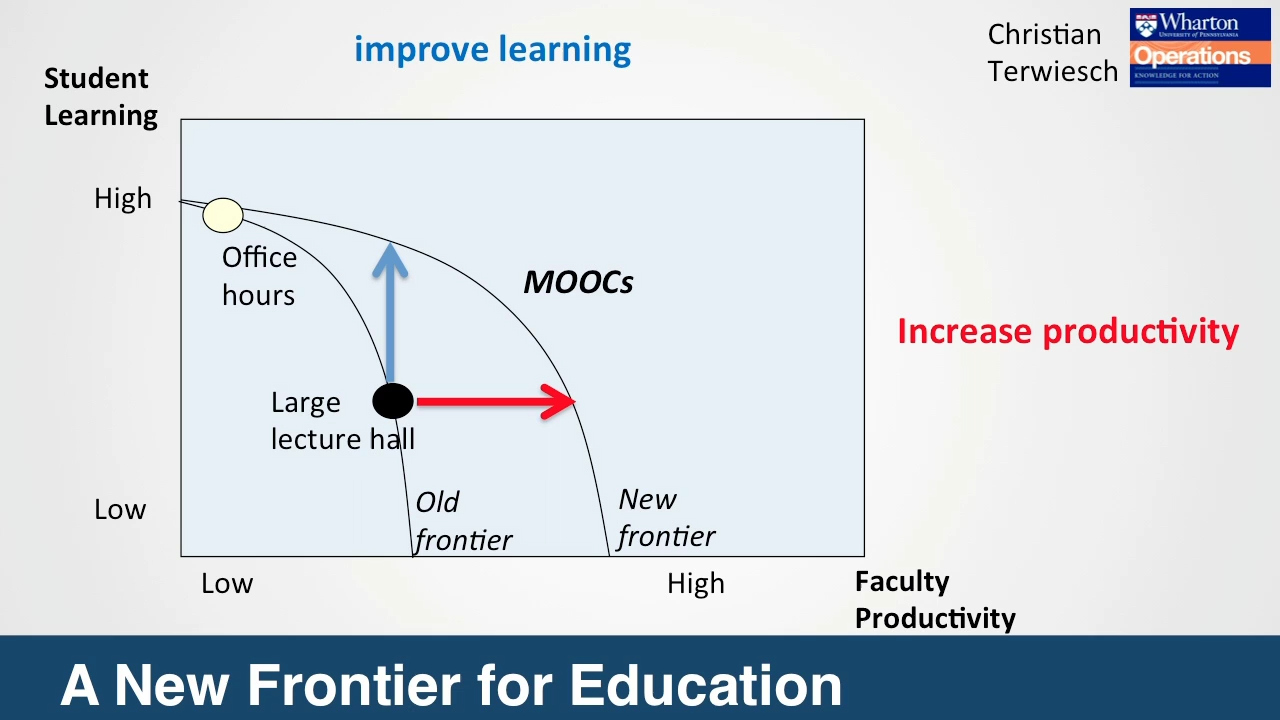 improve learning
Christian
Terwiesch
Wharton
UNIVERSITY OF PENNSYLVANIA
Operations
KNOWLEDGE FOR ACTION
Student
Learning
High
Office
hours
MOOCs
Increase productivity
Large
lecture hall
Low
Old
frontier
New
frontier
Low
High
Faculty
Productivity
A New Frontier for Education